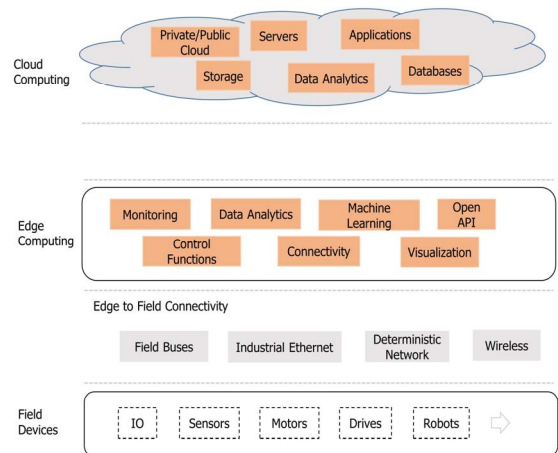 Private/Public
Cloud
Servers
Applications
Cloud
Computing
Storage
Data Analytics
Databases
Monitoring
Data Analytics
Machine
Learning
Open
API
Edge
Computing
Control
Functions
Connectivity
Visualization
Edge to Field Connectivity
Field Buses
Industrial Ethernet
Deterministic
Network
Wireless
Field
Devices
IO
Sensors
Motors
Drives
Robots